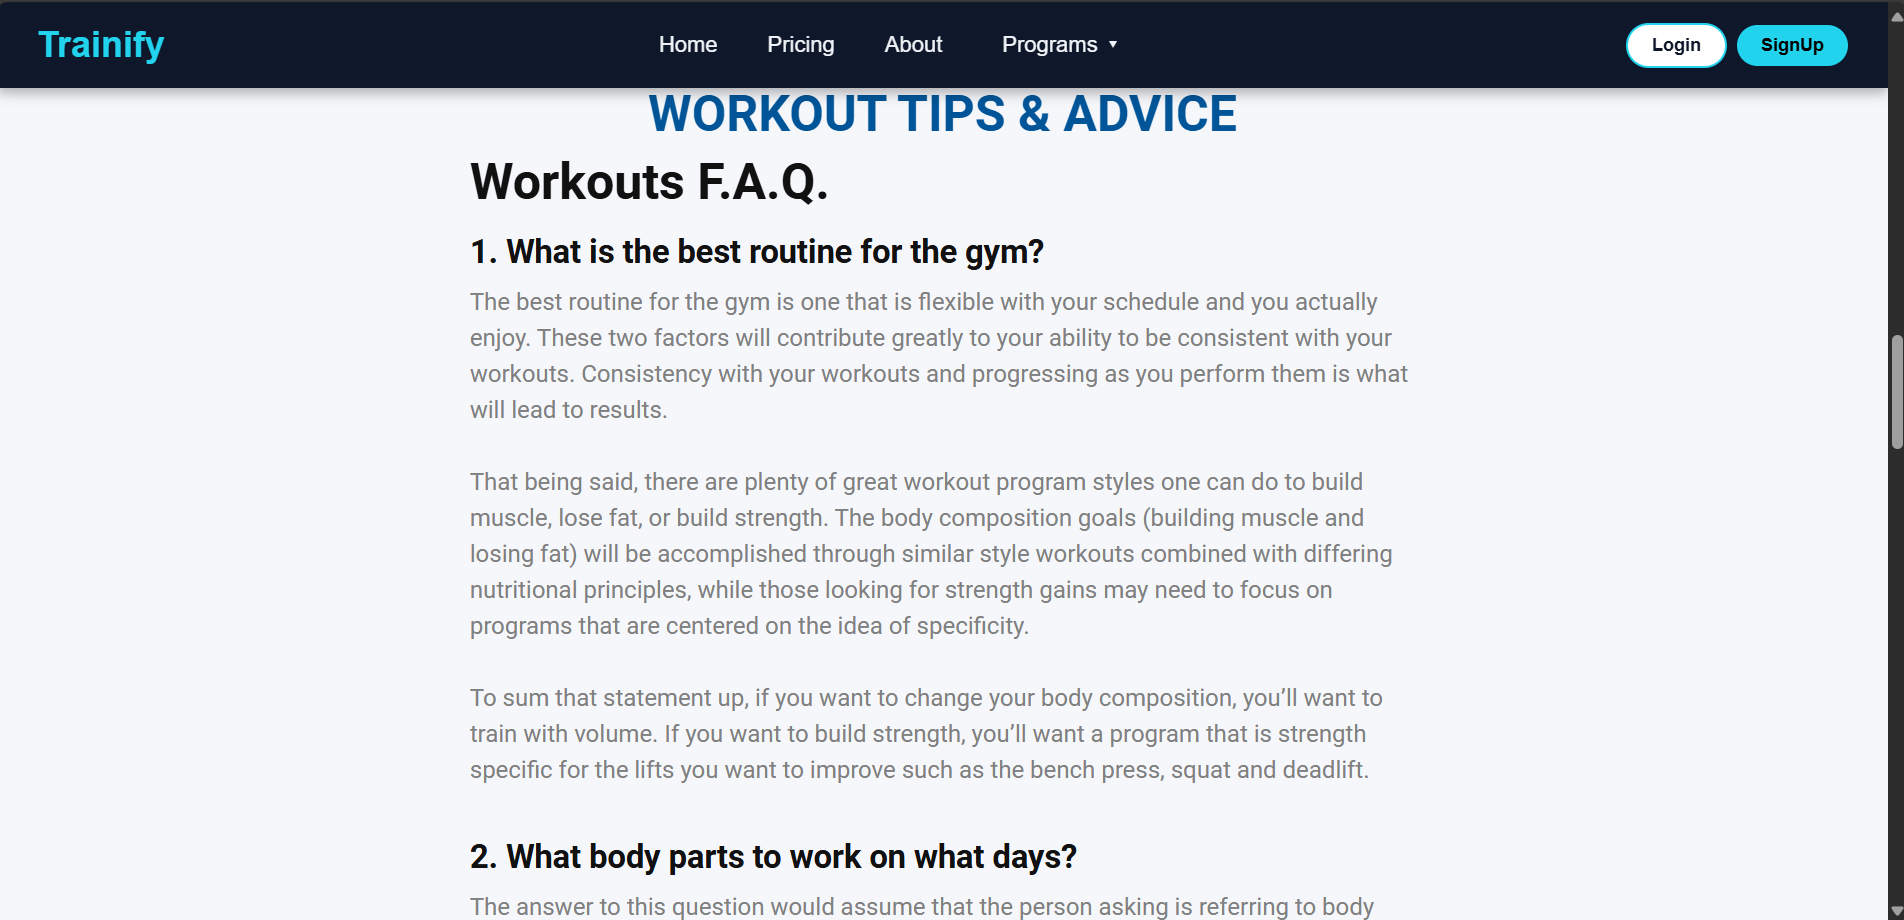 Trainify
Home
Pricing
About
Programs
Login
SignUp
WORKOUT TIPS & ADVICE
Workouts F.A.Q.
1. What is the best routine for the gym?
The best routine for the gym is one that is flexible with your schedule and you actually
enjoy. These two factors will contribute greatly to your ability to be consistent with your
workouts. Consistency with your workouts and progressing as you perform them is what
will lead to results.
That being said, there are plenty of great workout program styles one can do to build
muscle, lose fat, or build strength. The body composition goals (building muscle and
losing fat) will be accomplished through similar style workouts combined with differing
nutritional principles, while those looking for strength gains may need to focus on
programs that are centered on the idea of specificity.
To sum that statement up, if you want to change your body composition, you’ll want to
train with volume. If you want to build strength, you’ll want a program that is strength
specific for the lifts you want to improve such as the bench press, squat and deadlift.
2. What body parts to work on what days?
The answer to this question would assume that the person asking is referring to body